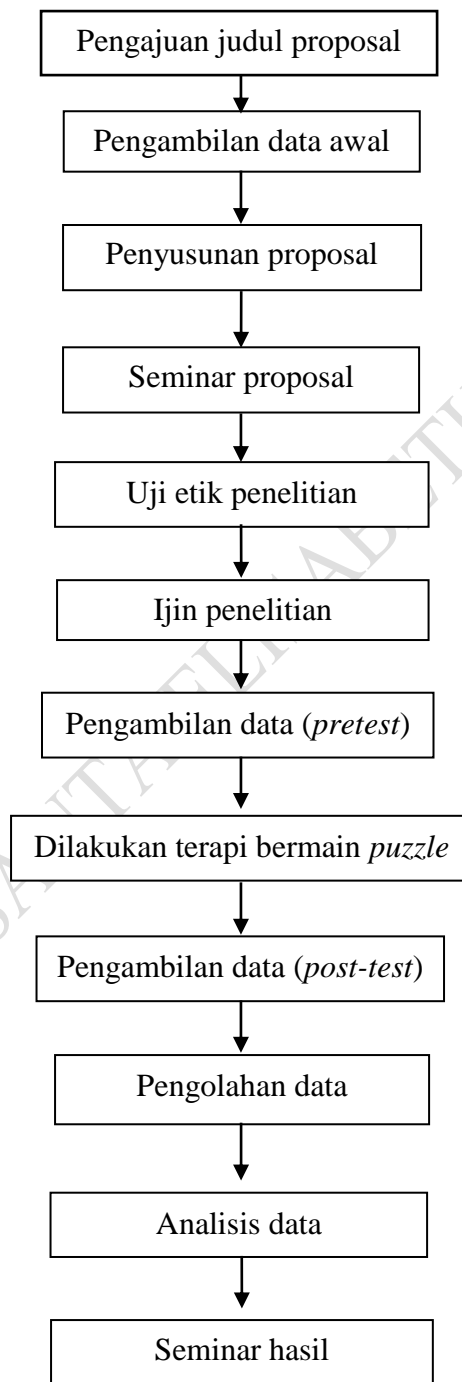 Pengajuan judul proposal
Pengambilan data awal
Penyusunan proposal
Seminar proposal
Uji etik penelitian
Ijin penelitian
Pengambilan data (pretest)
Dilakukan terapi bermain puzzle
Pengambilan data (post-test)
Pengolahan data
Analisis data
Seminar hasil